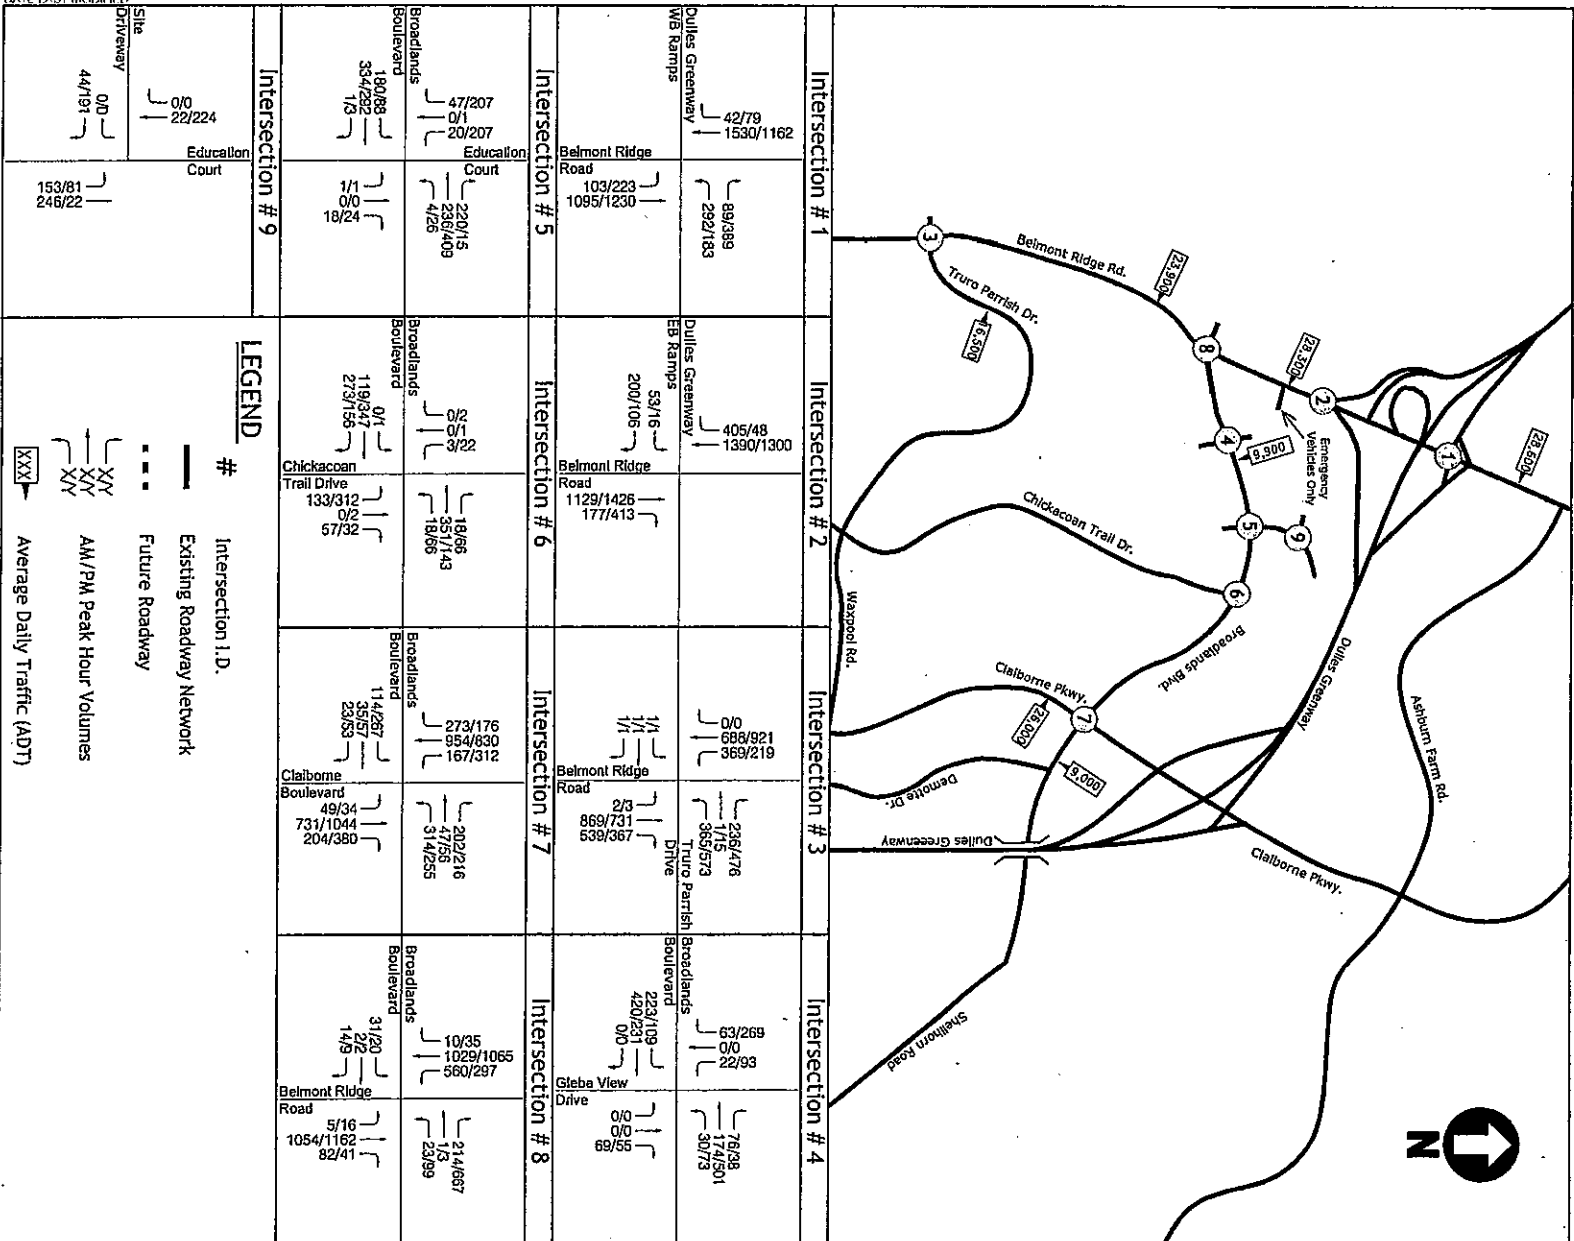 Intersection # 1
Dulles Greenway
WB Ramps
42/79
1530/1162
Belmont Ridge
Road
103/223
1095/1230
89/389
292/183
Intersection # 2
Dulles Greenway
EB Ramps
53/16
200/106
405/48
1390/1300
Belmont Ridge
Road
1129/1426
177/413
Intersection # 3
1/1
1/1
1/1
0/0
688/921
369/219
Belmont Ridge
Road
2/3
869/731
539/367
Truro Parrish
Drive
236/476
1/15
365/573
Intersection # 4
Broadlands
Boulevard
223/109
420/231
0/0
63/269
0/0
22/93
Gleba View
Drive
0/0
0/0
69/55
76/38
174/501
30/73
Intersection # 5
Broadlands
Boulevard
180/88
334/292
1/3
47/207
0/1
20/207
Education
Court
1/1
0/0
18/24
220/15
236/409
4/26
Intersection # 6
Broadlands
Boulevard
0/1
119/347
273/156
0/2
0/1
3/22
Chickacoan
Trail Drive
133/312
0/2
57/32
18/66
351/143
18/66
Intersection # 7
Broadlands
Boulevard
114/267
35/57
23/53
273/176
954/830
167/312
Claiborne
Boulevard
49/34
731/1044
204/380
202/216
47/56
314/255
Intersection # 8
Broadlands
Boulevard
31/20
2/2
14/9
10/35
1029/1065
560/297
Belmont Ridge
Road
5/16
1054/1162
82/41
214/667
1/3
23/99
Intersection # 9
Site
Driveway
0/0
44/191
0/0
22/224
Education
Court
153/81
246/22
LEGEND
# Intersection I.D.
Existing Roadway Network
Future Roadway
X/Y
X/Y
X/Y
AM/PM Peak Hour Volumes
XXX Average Daily Traffic (ADT)
3
Belmont Ridge Rd.
Truro Parrish Dr.
16,500
23,900
8
28,300
2
Emergency
Vehicles Only
1
28,600
4
9,900
5
9
6
Chickacoan Trail Dr.
Waxpool Rd.
Broadlands Blvd.
Dulles Greenway
Claiborne Pkwy.
26,000
7
6,000
Demotte Dr.
Dulles Greenway
Ashburn Farm Rd.
Claiborne Pkwy.
Shellhorn Road
N